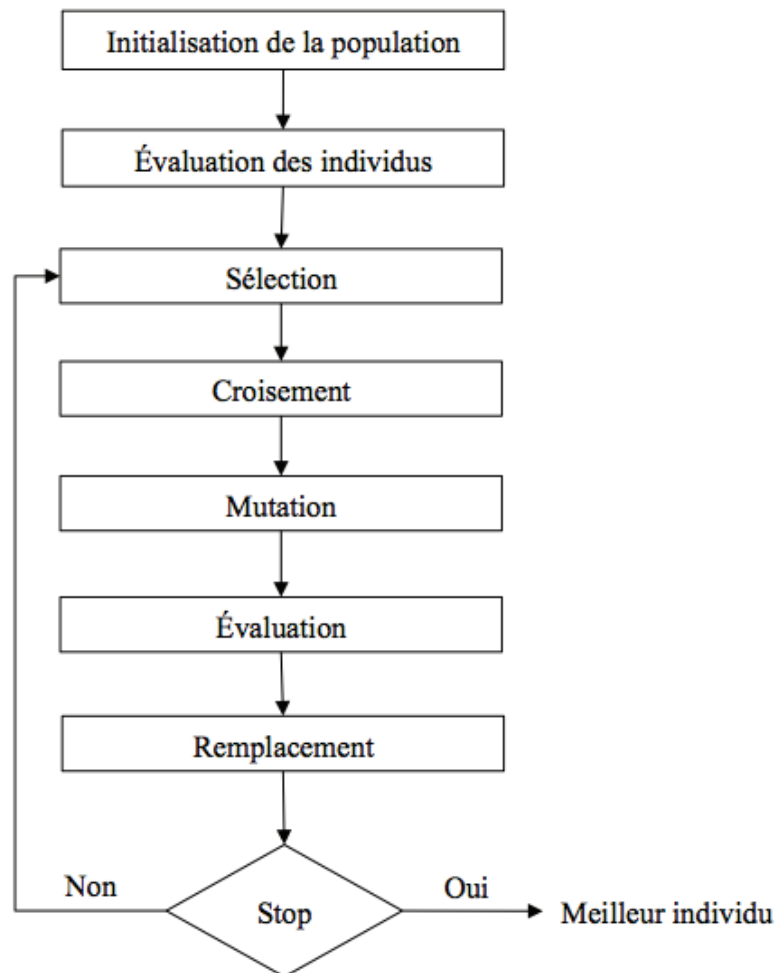 Initialisation de la population
Évaluation des individus
Sélection
Croisement
Mutation
Évaluation
Remplacement
Non
Stop
Oui
Meilleur individu